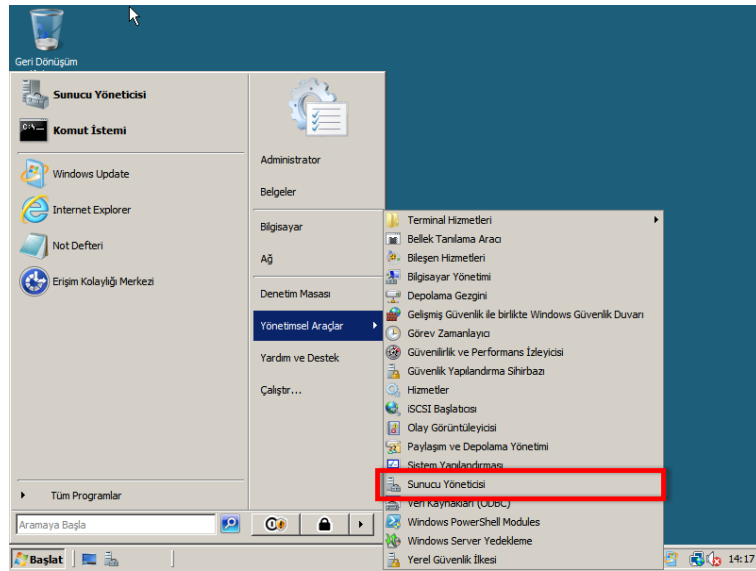 Geri Dönüşüm
Sunucu Yöneticisi
Komut İstemi
Windows Update
Internet Explorer
Not Defteri
Erişim Kolaylığı Merkezi
Tüm Programlar
Aramaya Başla
Administrator
Belgeler
Bilgisayar
Ağ
Denetim Masası
Yönetimsel Araçlar
Yardım ve Destek
Çalıştır...
Terminal Hizmetleri
Bellek Tanılama Aracı
Bileşen Hizmetleri
Bilgisayar Yönetimi
Depolama Gezgini
Gelişmiş Güvenlik ile birlikte Windows Güvenlik Duvarı
Görev Zamanlayıcı
Güvenilirlik ve Performans İzleyicisi
Güvenlik Yapılandırma Sihirbazı
Hizmetler
iSCSI Başlatıcısı
Olay Görüntüleyicisi
Paylaşım ve Depolama Yönetimi
Sistem Yapılandırması
Sunucu Yöneticisi
Veri Kaynakları (ODBC)
Windows PowerShell Modules
Windows Server Yedekleme
Yerel Güvenlik İlkesi
Başlat
14:17